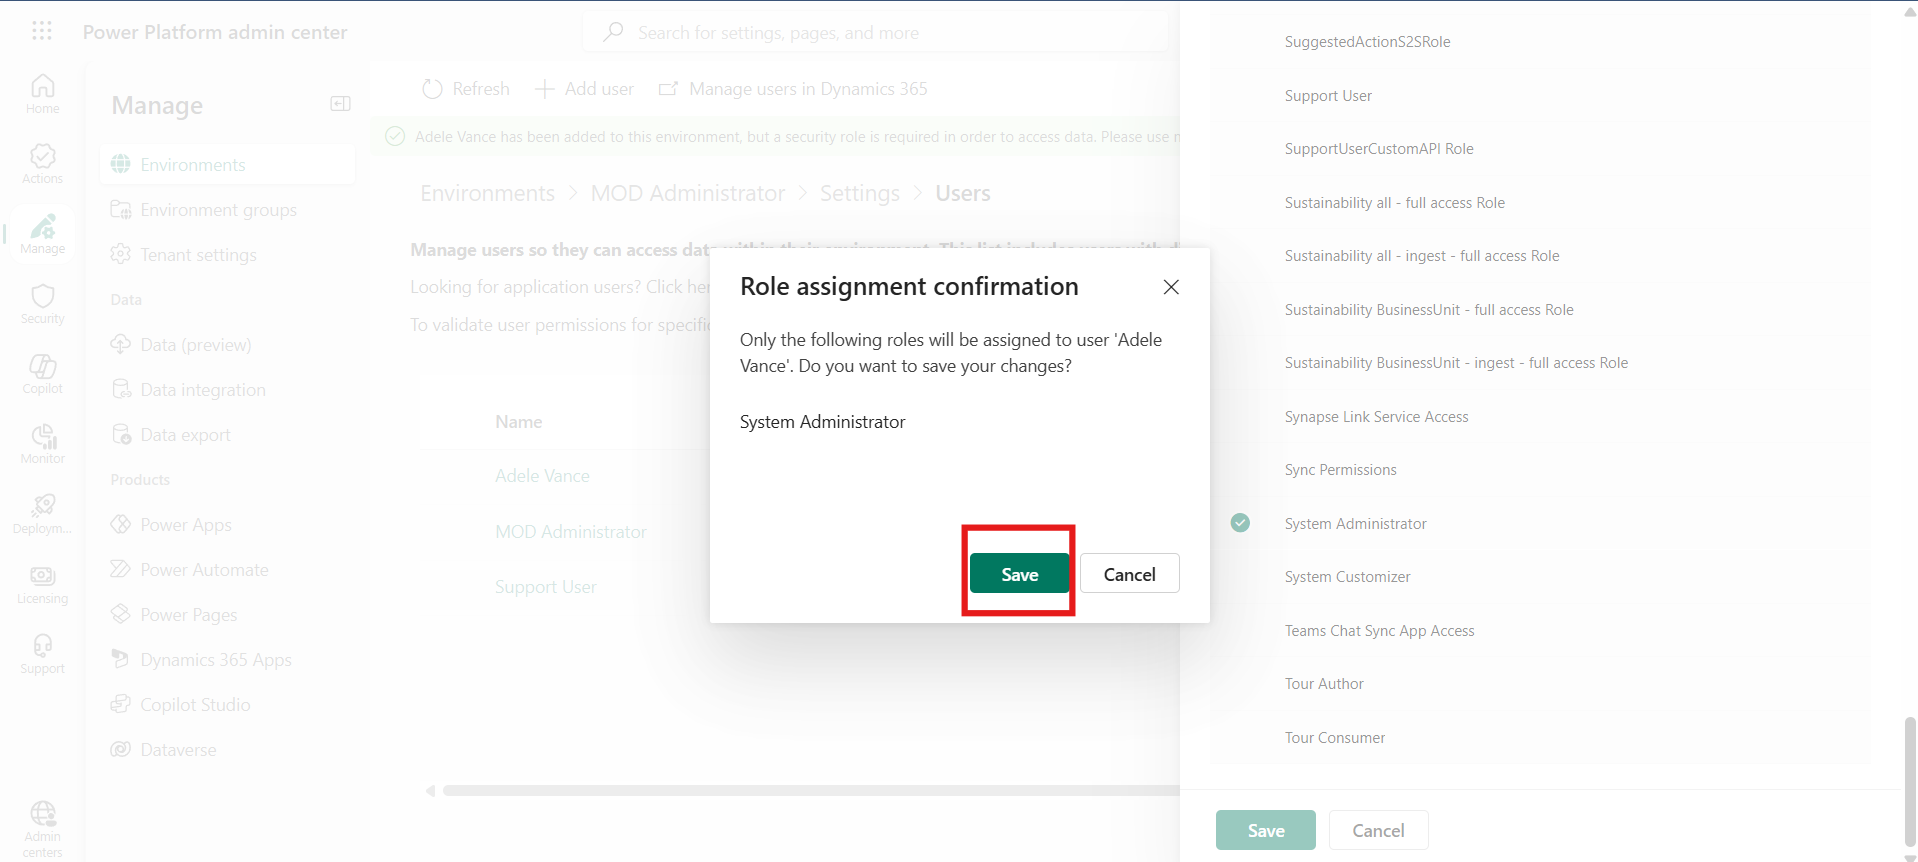 Power Platform admin center
Search for settings, pages, and more
Home
Actions
Manage
Security
Copilot
Monitor
Deploym...
Licensing
Support
Admin
centers
Manage
Environments
Environment groups
Tenant settings
Data
Data (preview)
Data integration
Data export
Products
Power Apps
Power Automate
Power Pages
Dynamics 365 Apps
Copilot Studio
Dataverse
Refresh
Add user
Manage users in Dynamics 365
Adele Vance has been added to this environment, but a security role is required in order to access data. Please use
Environments > MOD Administrator > Settings > Users
Manage users so they can access data within their environment. This list includes users with
Looking for application users? Click
To validate user permissions for
Name
Adele Vance
MOD Administrator
Support User
Role assignment confirmation
Only the following roles will be assigned to user 'Adele
Vance'. Do you want to save your changes?
System Administrator
Save
Cancel
SuggestedActionS2SRole
Support User
SupportUserCustomAPI Role
Sustainability all - full access Role
Sustainability all - ingest - full access Role
Sustainability BusinessUnit - full access Role
Sustainability BusinessUnit - ingest - full access Role
Synapse Link Service Access
Sync Permissions
System Administrator
System Customizer
Teams Chat Sync App Access
Tour Author
Tour Consumer
Save
Cancel